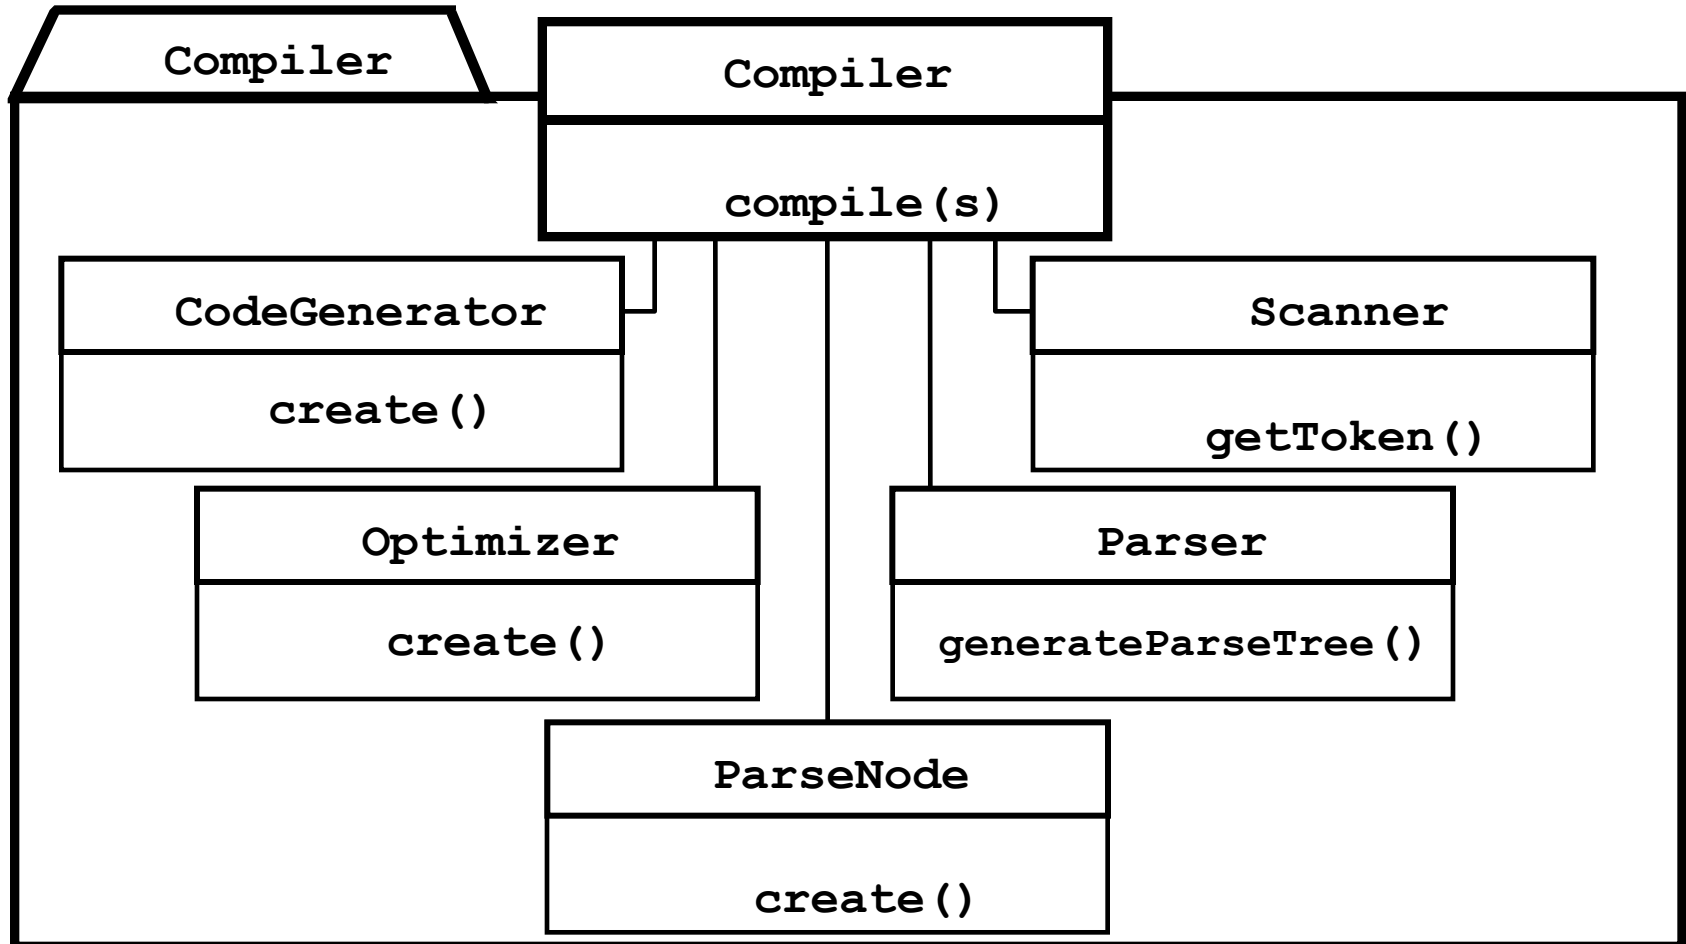 Compiler
Compiler
compile(s)
CodeGenerator
create()
Scanner
getToken()
Optimizer
create()
Parser
generateParseTree()
ParseNode
create()